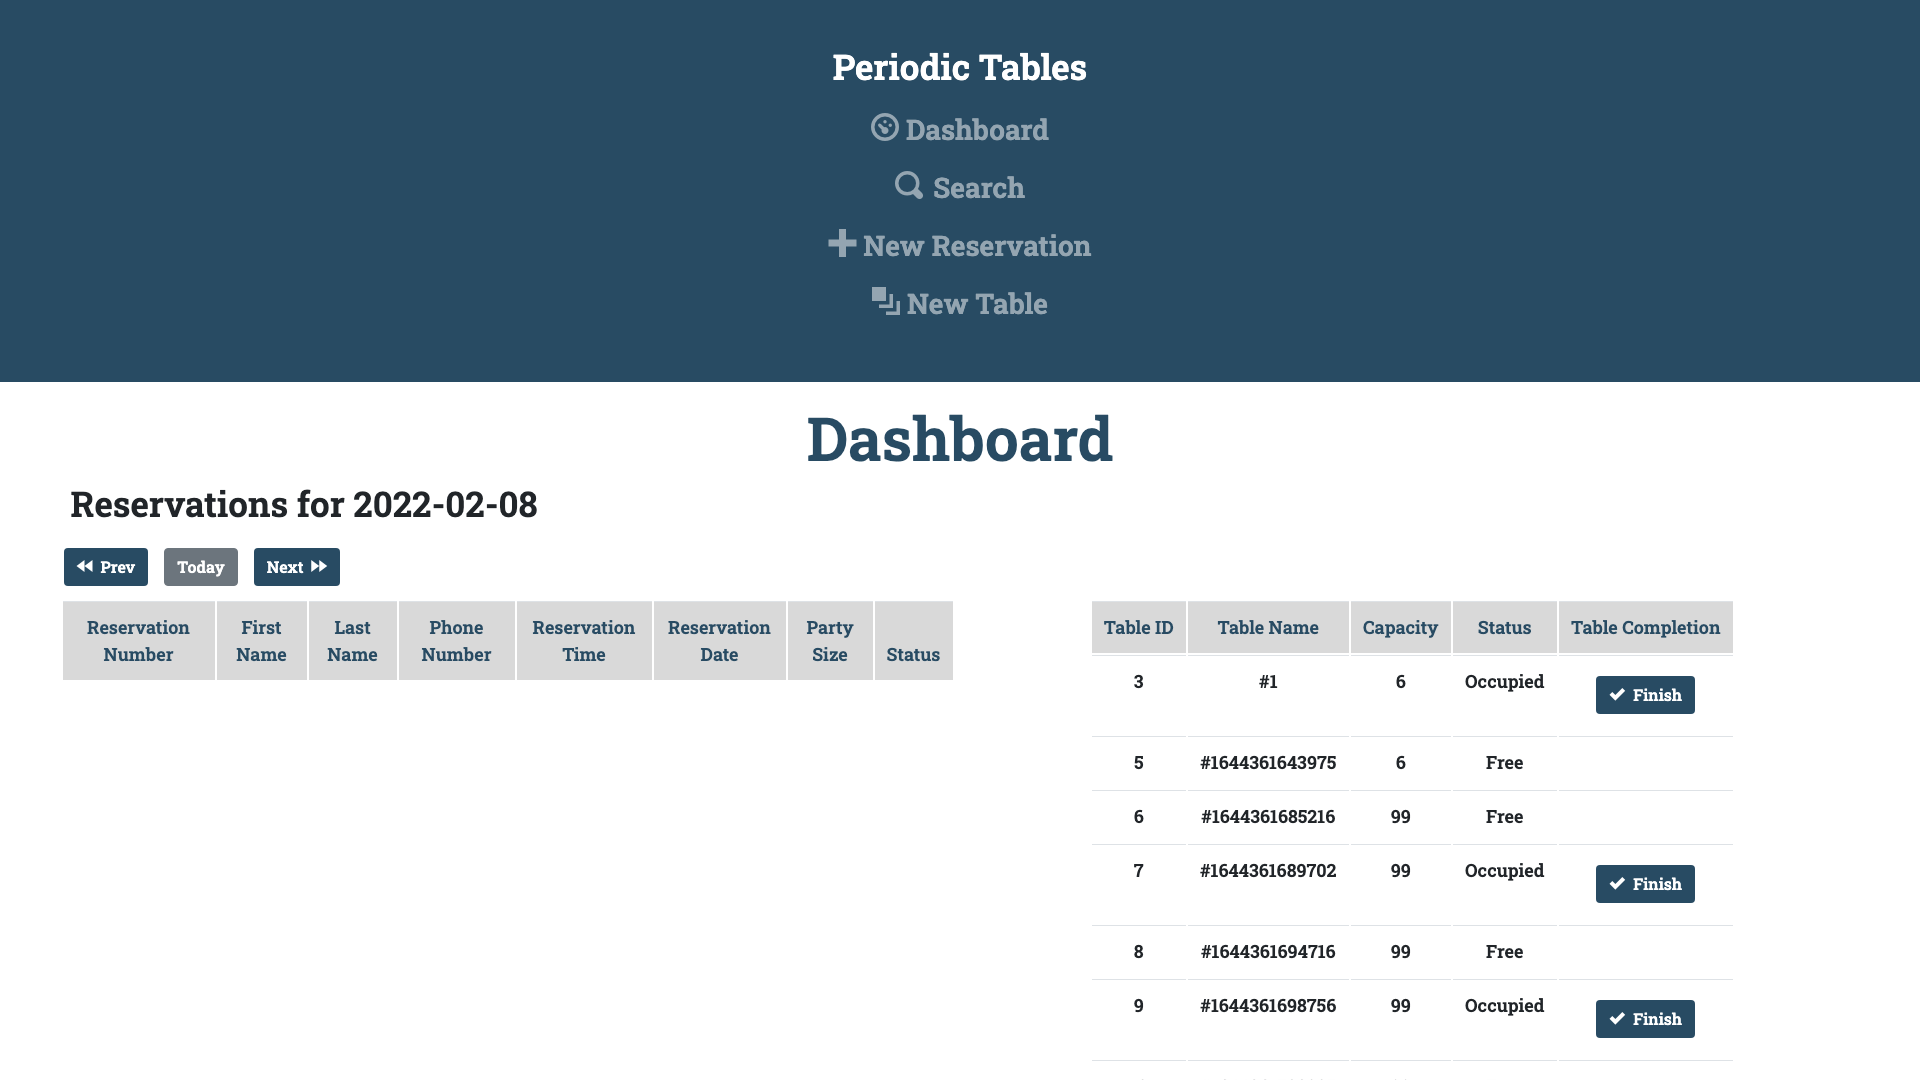 Periodic Tables
Dashboard
Search
New Reservation
New Table
Dashboard
Reservations for 2022-02-08
Prev Today Next
Reservation Number First Name Last Name Phone Number Reservation Time Reservation Date Party Size Status
Table ID Table Name Capacity Status Table Completion
3 #1 6 Occupied Finish
5 #1644361643975 6 Free
6 #1644361685216 99 Free
7 #1644361689702 99 Occupied Finish
8 #1644361694716 99 Free
9 #1644361698756 99 Occupied Finish